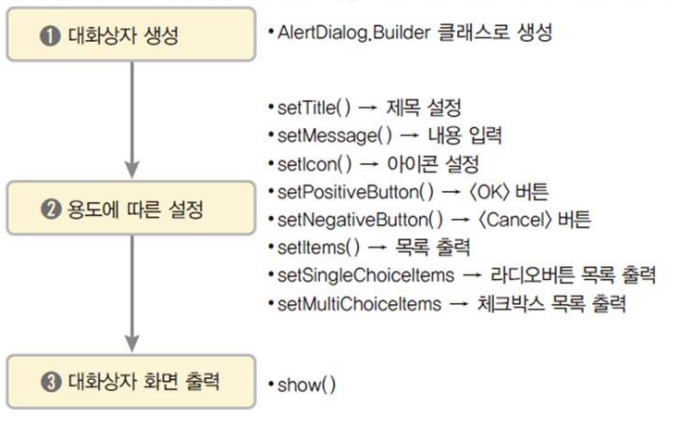 ❶ 대화상자 생성
• AlertDialog.Builder 클래스로 생성
• setTitle() → 제목 설정
• setMessage() → 내용 입력
• setIcon() → 아이콘 설정
❷ 용도에 따른 설정
• setPositiveButton() → 〈OK〉 버튼
• setNegativeButton() → 〈Cancel〉 버튼
• setItems() → 목록 출력
• setSingleChoiceItems → 라디오버튼 목록 출력
• setMultiChoiceItems → 체크박스 목록 출력
❸ 대화상자 화면 출력
• show()